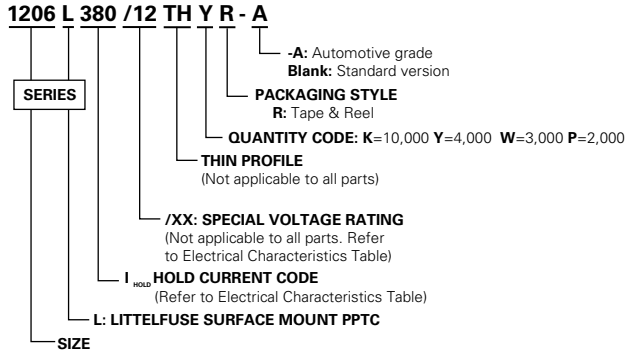 1206 L 380 /12 TH Y R - A
-A: Automotive grade
Blank: Standard version
SERIES
PACKAGING STYLE
R: Tape & Reel
QUANTITY CODE: K=10,000 Y=4,000 W=3,000 P=2,000
THIN PROFILE
(Not applicable to all parts)
/XX: SPECIAL VOLTAGE RATING
(Not applicable to all parts. Refer
to Electrical Characteristics Table)
I HOLD HOLD CURRENT CODE
(Refer to Electrical Characteristics Table)
L: LITTELFUSE SURFACE MOUNT PPTC
SIZE